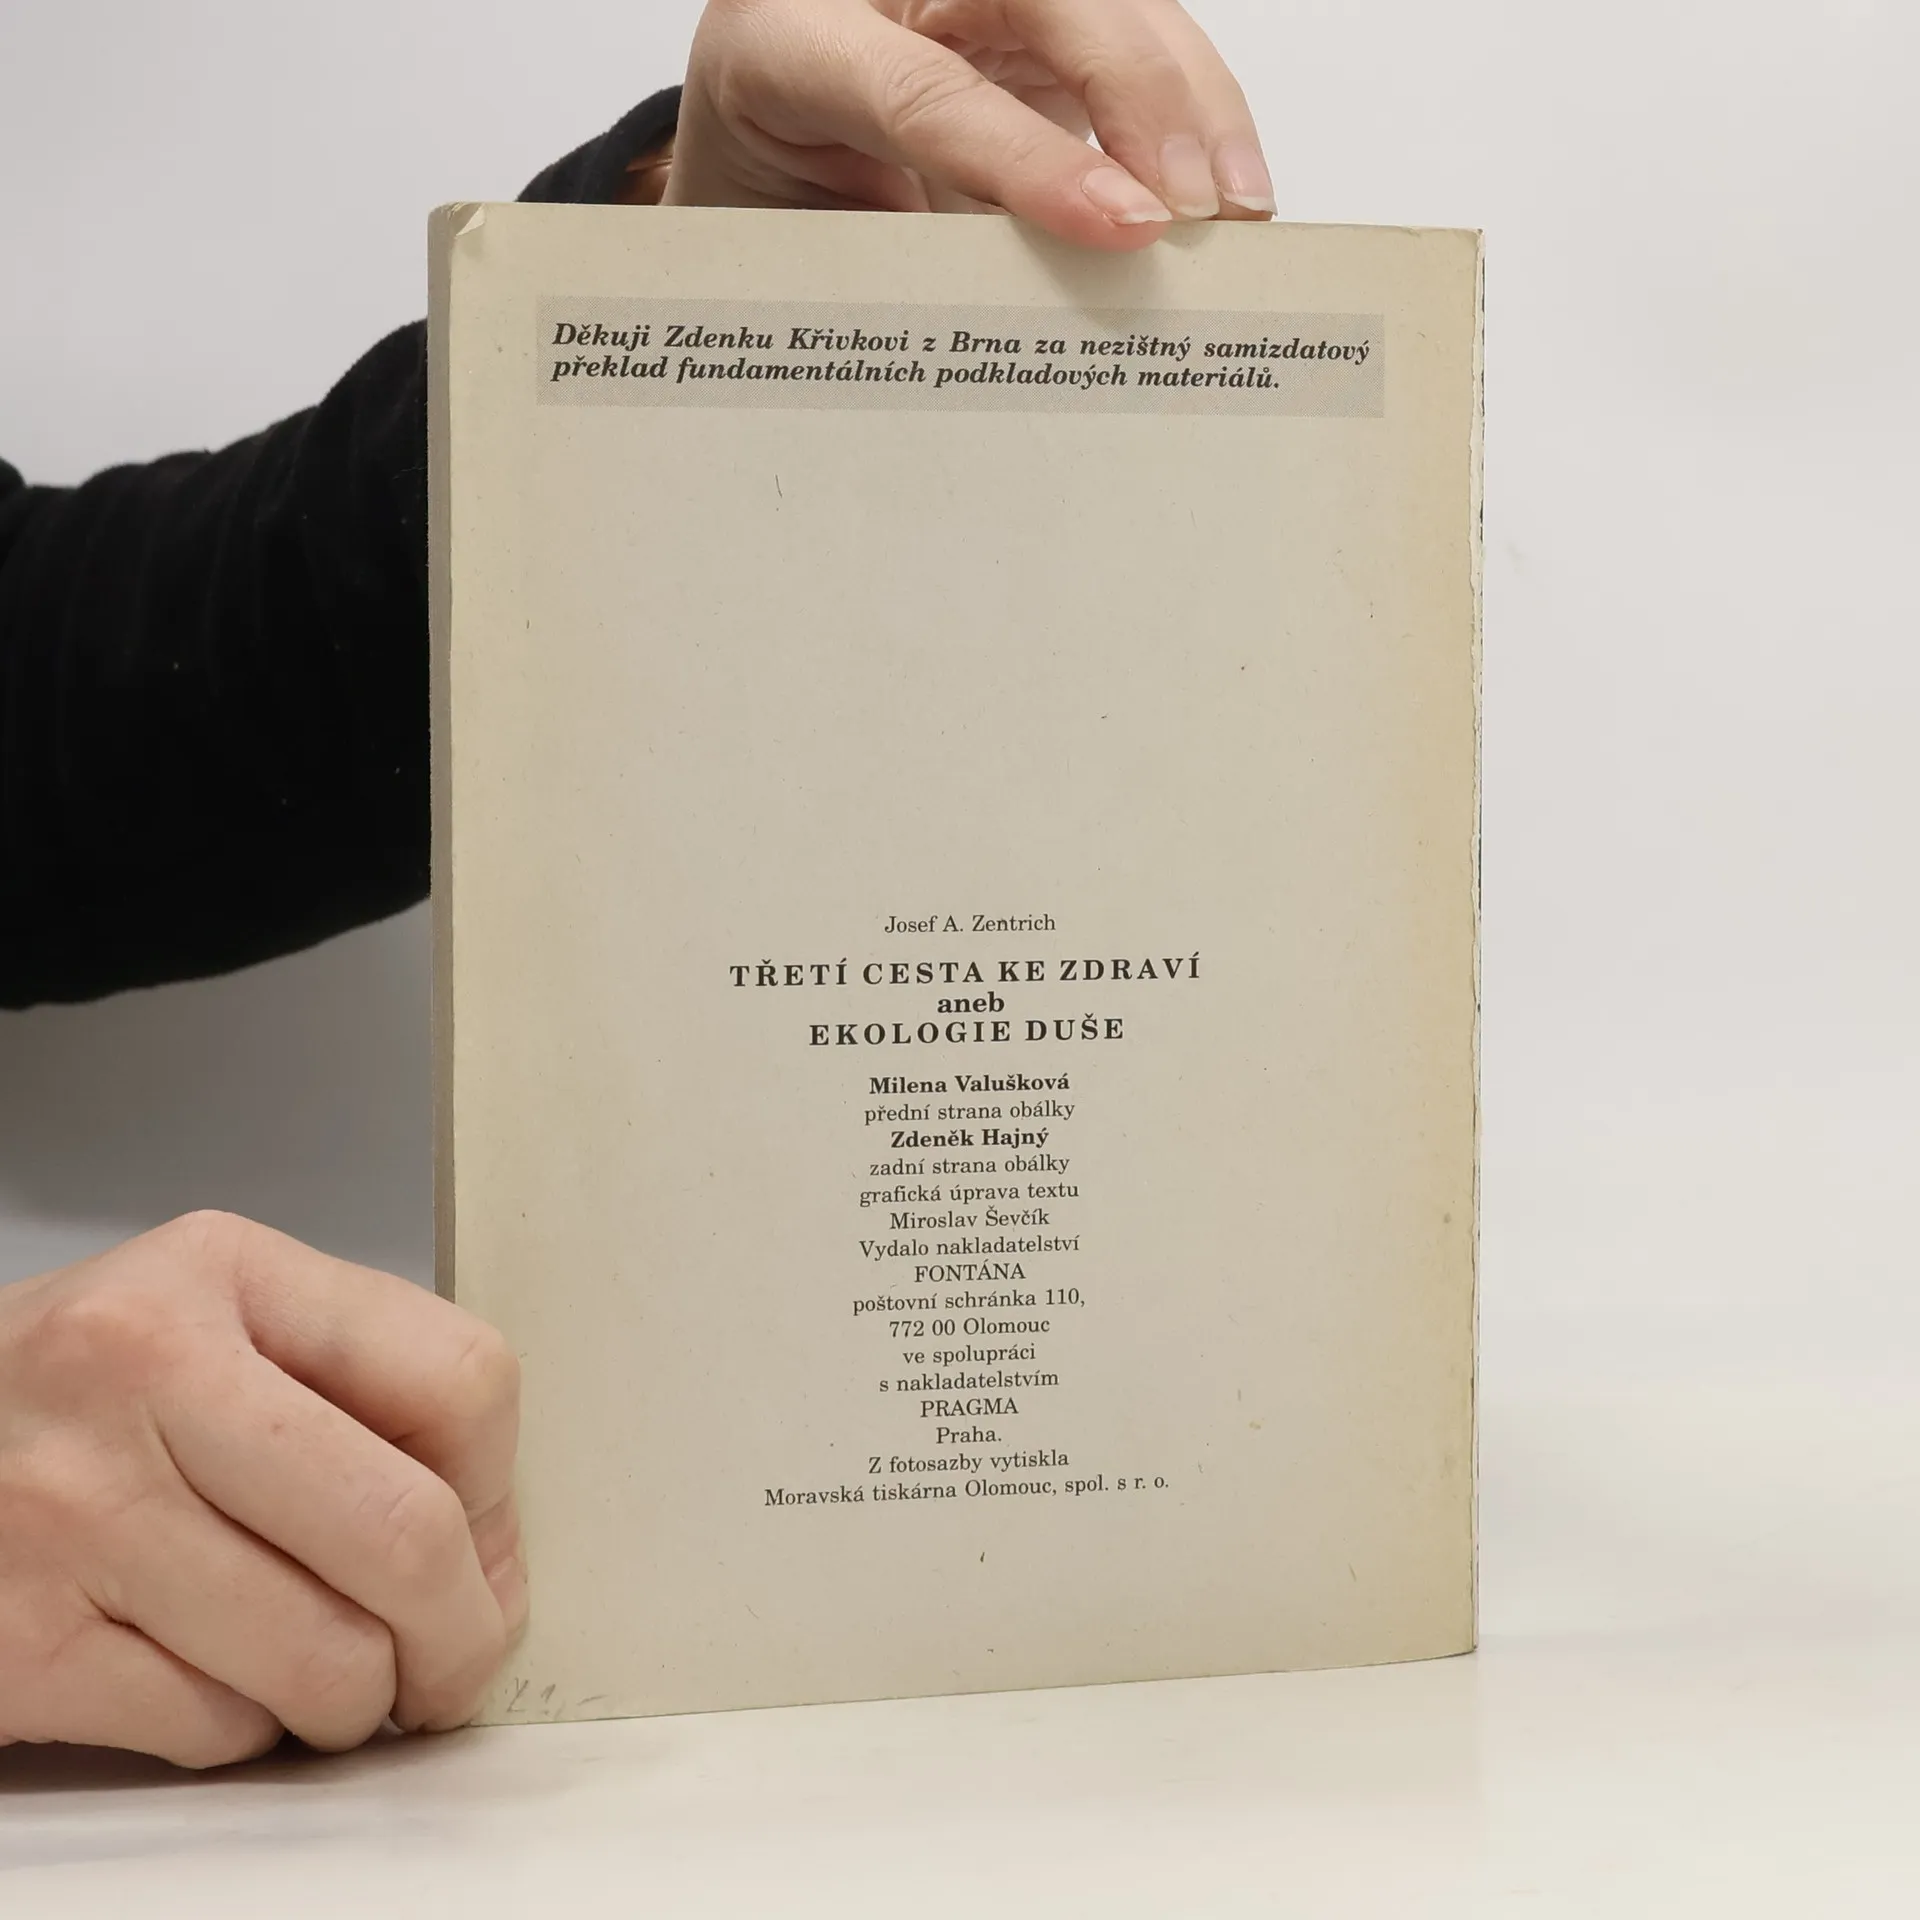 Děkuji Zdenku Křivkovi z Brna za nezištný samizdatový
překlad fundamentálních podkladových materiálů.
Josef A. Zentrich
TŘETÍ CESTA KE ZDRAVÍ
aneb
EKOLOGIE DUŠE
Milena Valušková
přední strana obálky
Zdeněk Hajný
zadní strana obálky
grafická úprava textu
Miroslav Ševčík
Vydalo nakladatelství
FONTÁNA
poštovní schránka 110,
772 00 Olomouc
ve spolupráci
s nakladatelstvím
PRAGMA
Praha.
Z fotosazby vytiskla
Moravská tiskárna Olomouc, spol. s r. o.